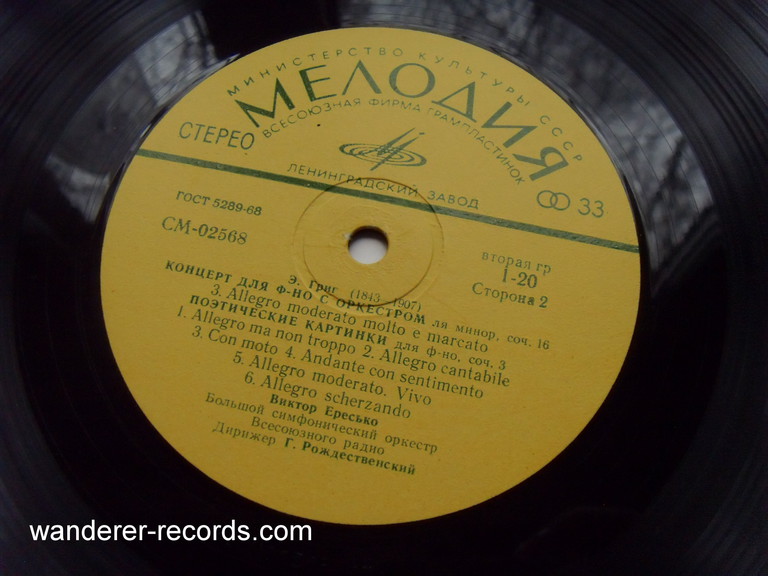 МИНИСТЕРСТВО КУЛЬТУРЫ СССР
МЕЛОДИЯ
ВСЕСОЮЗНАЯ ФИРМА ГРАМПЛАСТИНОК
СТЕРЕО
ЛЕНИНГРАДСКИЙ ЗАВОД
33
ГОСТ 5289-68
СМ-02568
вторая гр
1-20
Сторона 2
Э. Григ (1843 1907)
КОНЦЕРТ ДЛЯ Ф-НО С ОРКЕСТРОМ ля минор, соч. 16
3. Allegro moderato molto e marcato
ПОЭТИЧЕСКИЕ КАРТИНКИ для ф-но, соч. 3
1. Allegro ma non troppo 2. Allegro cantabile
3. Con moto 4. Andante con sentimento
5. Allegro moderato. Vivo
6. Allegro scherzando
Виктор Ересько
Большой симфонический оркестр
Всесоюзного радио
Дирижер Г. Рождественский
wanderer-records.com